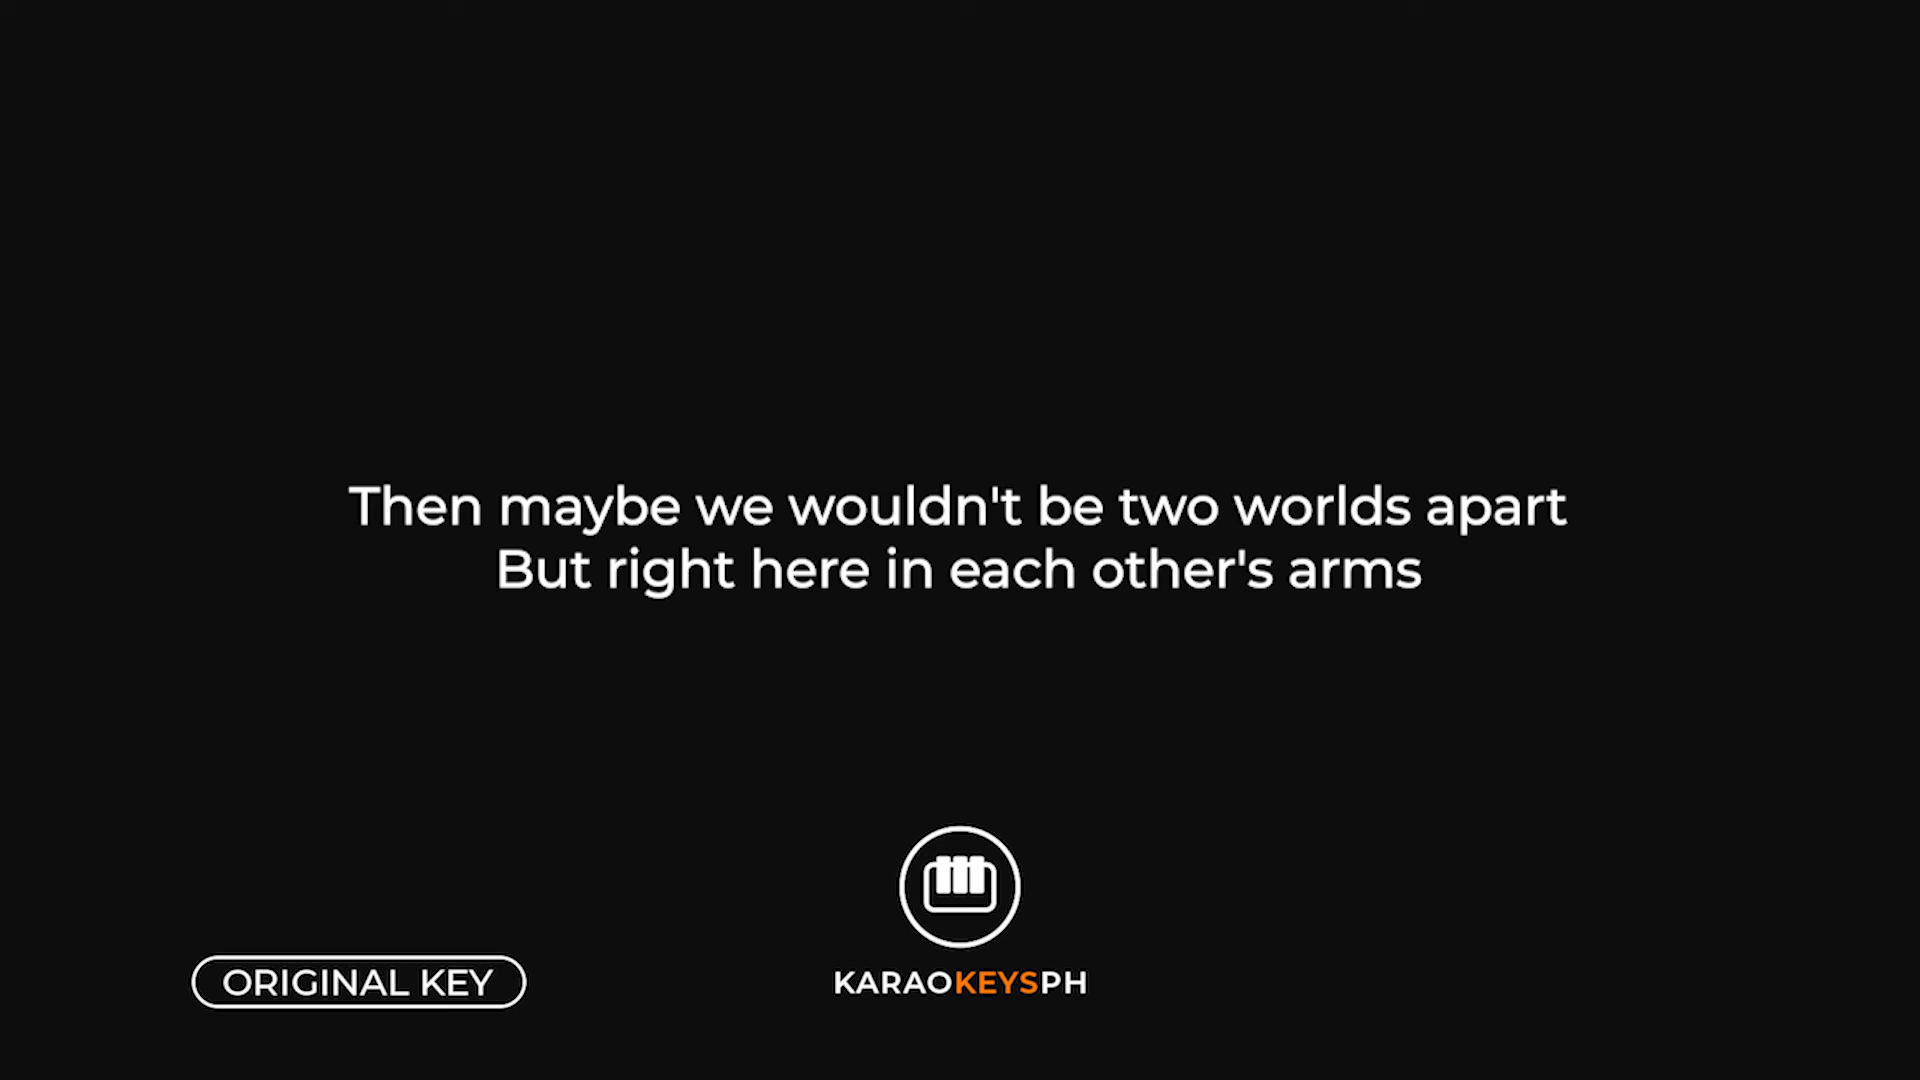 Then maybe we wouldn't be two worlds apart
But right here in each other's arms
ORIGINAL KEY
KARAOKEYSPH